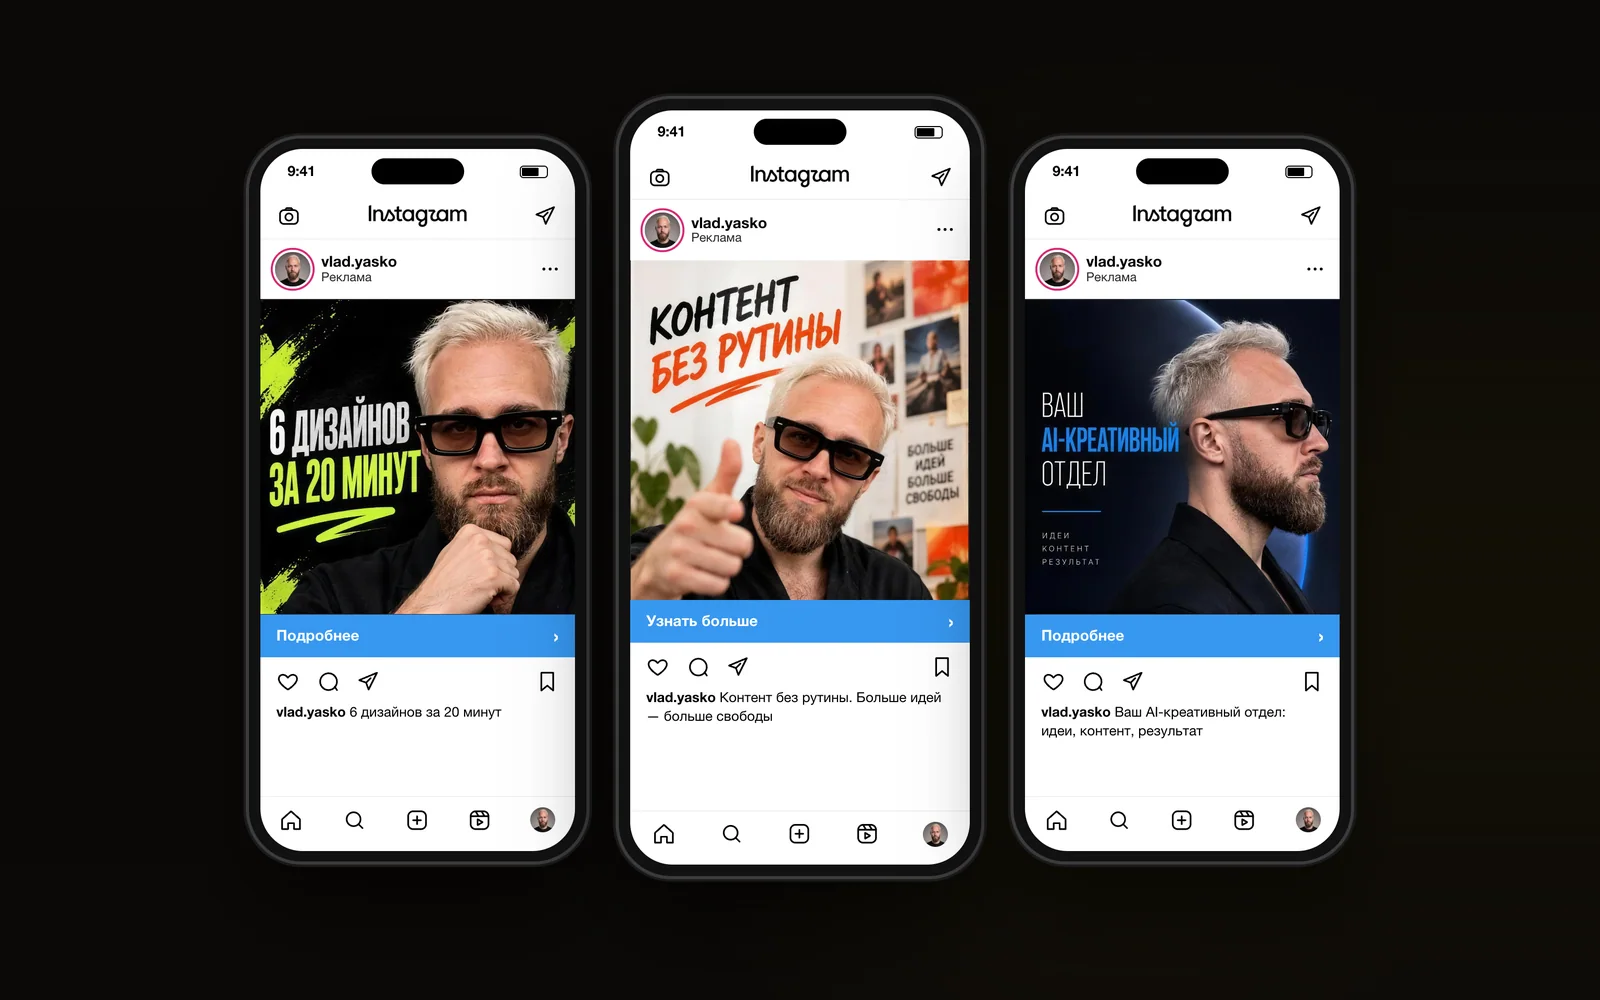 9:41
Instagram
vlad.yasko
Реклама
6 ДИЗАЙНОВ
ЗА 20 МИНУТ
Подробнее
vlad.yasko 6 дизайнов за 20 минут
9:41
Instagram
vlad.yasko
Реклама
КОНТЕНТ
БЕЗ РУТИНЫ
БОЛЬШЕ
ИДЕЙ
БОЛЬШЕ
СВОБОДЫ
Узнать больше
vlad.yasko Контент без рутины. Больше идей
— больше свободы
9:41
Instagram
vlad.yasko
Реклама
ВАШ
AI-КРЕАТИВНЫЙ
ОТДЕЛ
ИДЕИ
КОНТЕНТ
РЕЗУЛЬТАТ
Подробнее
vlad.yasko Ваш AI-креативный отдел:
идеи, контент, результат